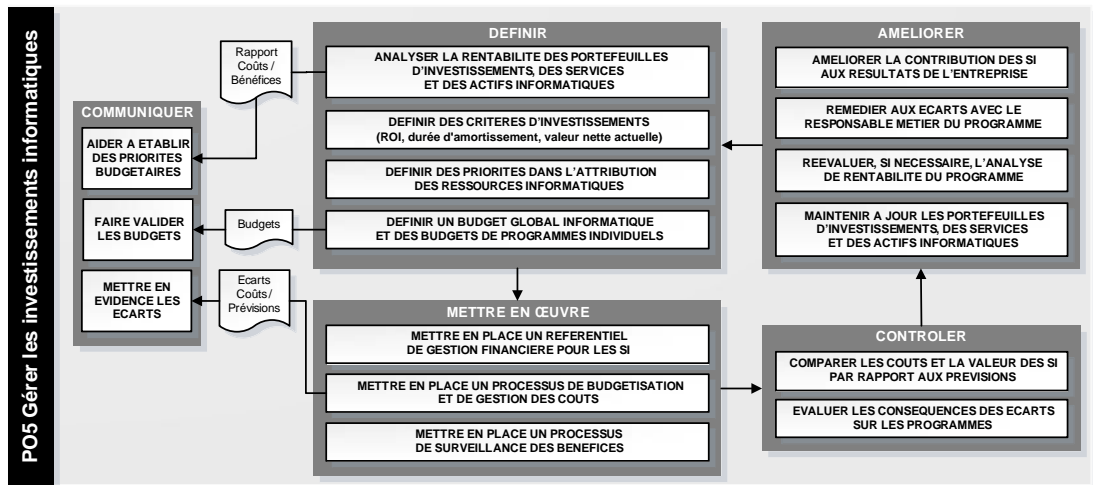 PO5 Gérer les investissements informatiques
COMMUNIQUER
AIDER A ETABLIR
DES PRIORITES
BUDGETAIRES
FAIRE VALIDER
LES BUDGETS
METTRE EN
EVIDENCE LES
ECARTS
Rapport
Coûts /
Bénéfices
Budgets
Ecarts
Coûts /
Prévisions
DEFINIR
ANALYSER LA RENTABILITE DES PORTEFEUILLES
D'INVESTISSEMENTS, DES SERVICES
ET DES ACTIFS INFORMATIQUES
DEFINIR DES CRITERES D'INVESTISSEMENTS
(ROI, durée d'amortissement, valeur nette actuelle)
DEFINIR DES PRIORITES DANS L'ATTRIBUTION
DES RESSOURCES INFORMATIQUES
DEFINIR UN BUDGET GLOBAL INFORMATIQUE
ET DES BUDGETS DE PROGRAMMES INDIVIDUELS
METTRE EN ŒUVRE
METTRE EN PLACE UN REFERENTIEL
DE GESTION FINANCIERE POUR LES SI
METTRE EN PLACE UN PROCESSUS DE BUDGETISATION
ET DE GESTION DES COUTS
METTRE EN PLACE UN PROCESSUS
DE SURVEILLANCE DES BENEFICES
AMELIORER
AMELIORER LA CONTRIBUTION DES SI
AUX RESULTATS DE L'ENTREPRISE
REMEDIER AUX ECARTS AVEC LE
RESPONSABLE METIER DU PROGRAMME
REEVALUER, SI NECESSAIRE, L'ANALYSE
DE RENTABILITE DU PROGRAMME
MAINTENIR A JOUR LES PORTEFEUILLES
D'INVESTISSEMENTS, DES SERVICES
ET DES ACTIFS INFORMATIQUES
CONTROLER
COMPARER LES COUTS ET LA VALEUR DES SI
PAR RAPPORT AUX PREVISIONS
EVALUER LES CONSEQUENCES DES ECARTS
SUR LES PROGRAMMES